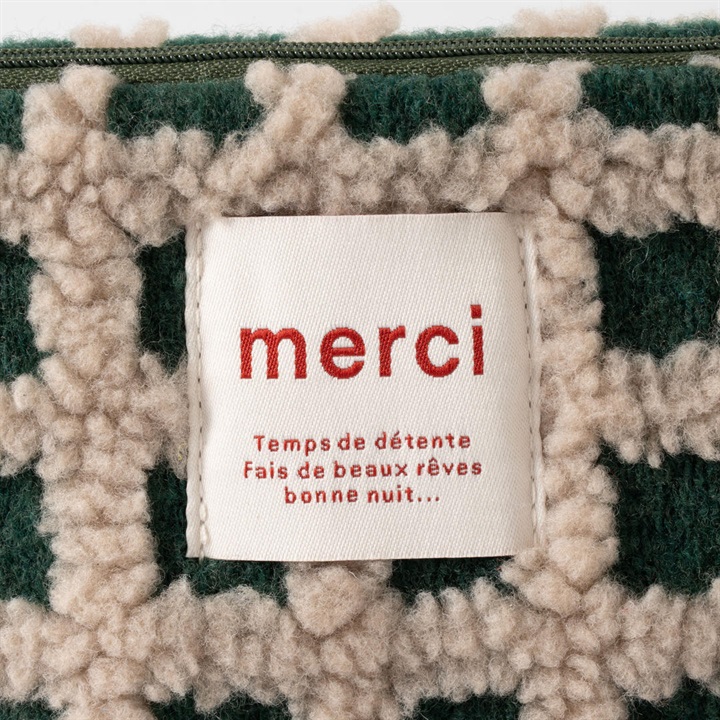 merci
Temps de détente
Fais de beaux rêves
bonne nuit...